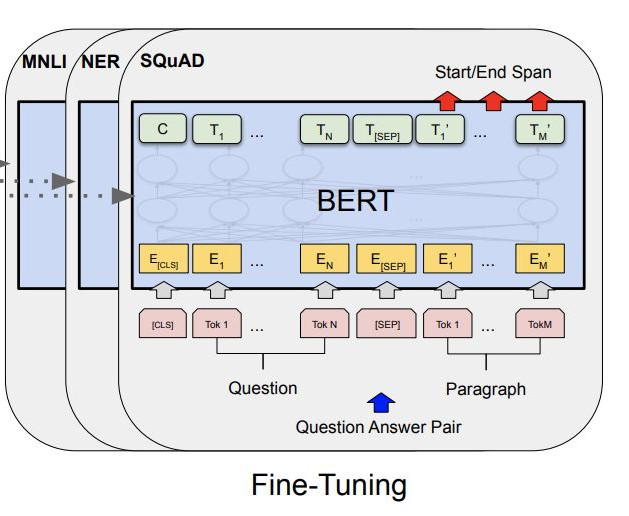 MNLI NER SQuAD
Start/End Span
C T1 ... TN T[SEP] T1' ... TM'
BERT
E[CLS] E1 ... EN E[SEP] E1' ... EM'
[CLS] Tok 1 ... Tok N [SEP] Tok 1 ... TokM
Question Paragraph
Question Answer Pair
Fine-Tuning